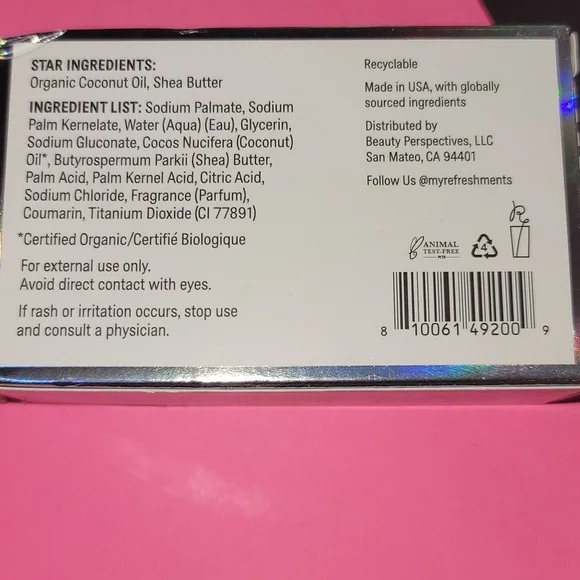 STAR INGREDIENTS:
Organic Coconut Oil, Shea Butter
INGREDIENT LIST: Sodium Palmate, Sodium
Palm Kernelate, Water (Aqua) (Eau), Glycerin,
Sodium Gluconate, Cocos Nucifera (Coconut)
Oil*, Butyrospermum Parkii (Shea) Butter,
Palm Acid, Palm Kernel Acid, Citric Acid,
Sodium Chloride, Fragrance (Parfum),
Coumarin, Titanium Dioxide (CI 77891)
*Certified Organic/Certifié Biologique
For external use only.
Avoid direct contact with eyes.
If rash or irritation occurs, stop use
and consult a physician.
Recyclable
Made in USA, with globally
sourced ingredients
Distributed by
Beauty Perspectives, LLC
San Mateo, CA 94401
Follow Us @myrefreshments
ANIMAL
TEST-FREE
PETA
4
R
8 10061 49200 9